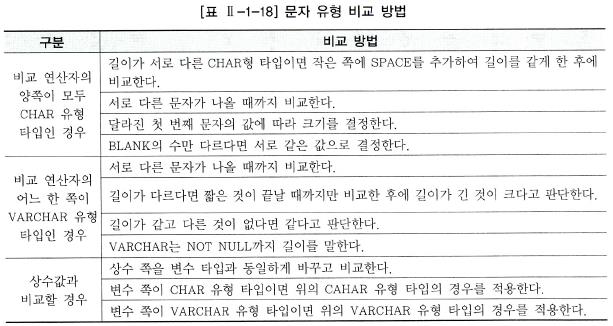 [표 Ⅱ-1-18] 문자 유형 비교 방법
구분
비교 방법
비교 연산자의
양쪽이 모두
CHAR 유형
타입인 경우
길이가 서로 다른 CHAR형 타입이면 작은 쪽에 SPACE를 추가하여 길이를 같게 한 후에
비교한다.
서로 다른 문자가 나올 때까지 비교한다.
달라진 첫 번째 문자의 값에 따라 크기를 결정한다.
BLANK의 수만 다르다면 서로 같은 값으로 결정한다.
비교 연산자의
어느 한 쪽이
VARCHAR 유형
타입인 경우
서로 다른 문자가 나올 때까지 비교한다.
길이가 다르다면 짧은 것이 끝날 때까지만 비교한 후에 길이가 긴 것이 크다고 판단한다.
길이가 같고 다른 것이 없다면 같다고 판단한다.
VARCHAR는 NOT NULL까지 길이를 말한다.
상수값과
비교할 경우
상수 쪽을 변수 타입과 동일하게 바꾸고 비교한다.
변수 쪽이 CHAR 유형 타입이면 위의 CAHAR 유형 타입의 경우를 적용한다.
변수 쪽이 VARCHAR 유형 타입이면 위의 VARCHAR 유형 타입의 경우를 적용한다.